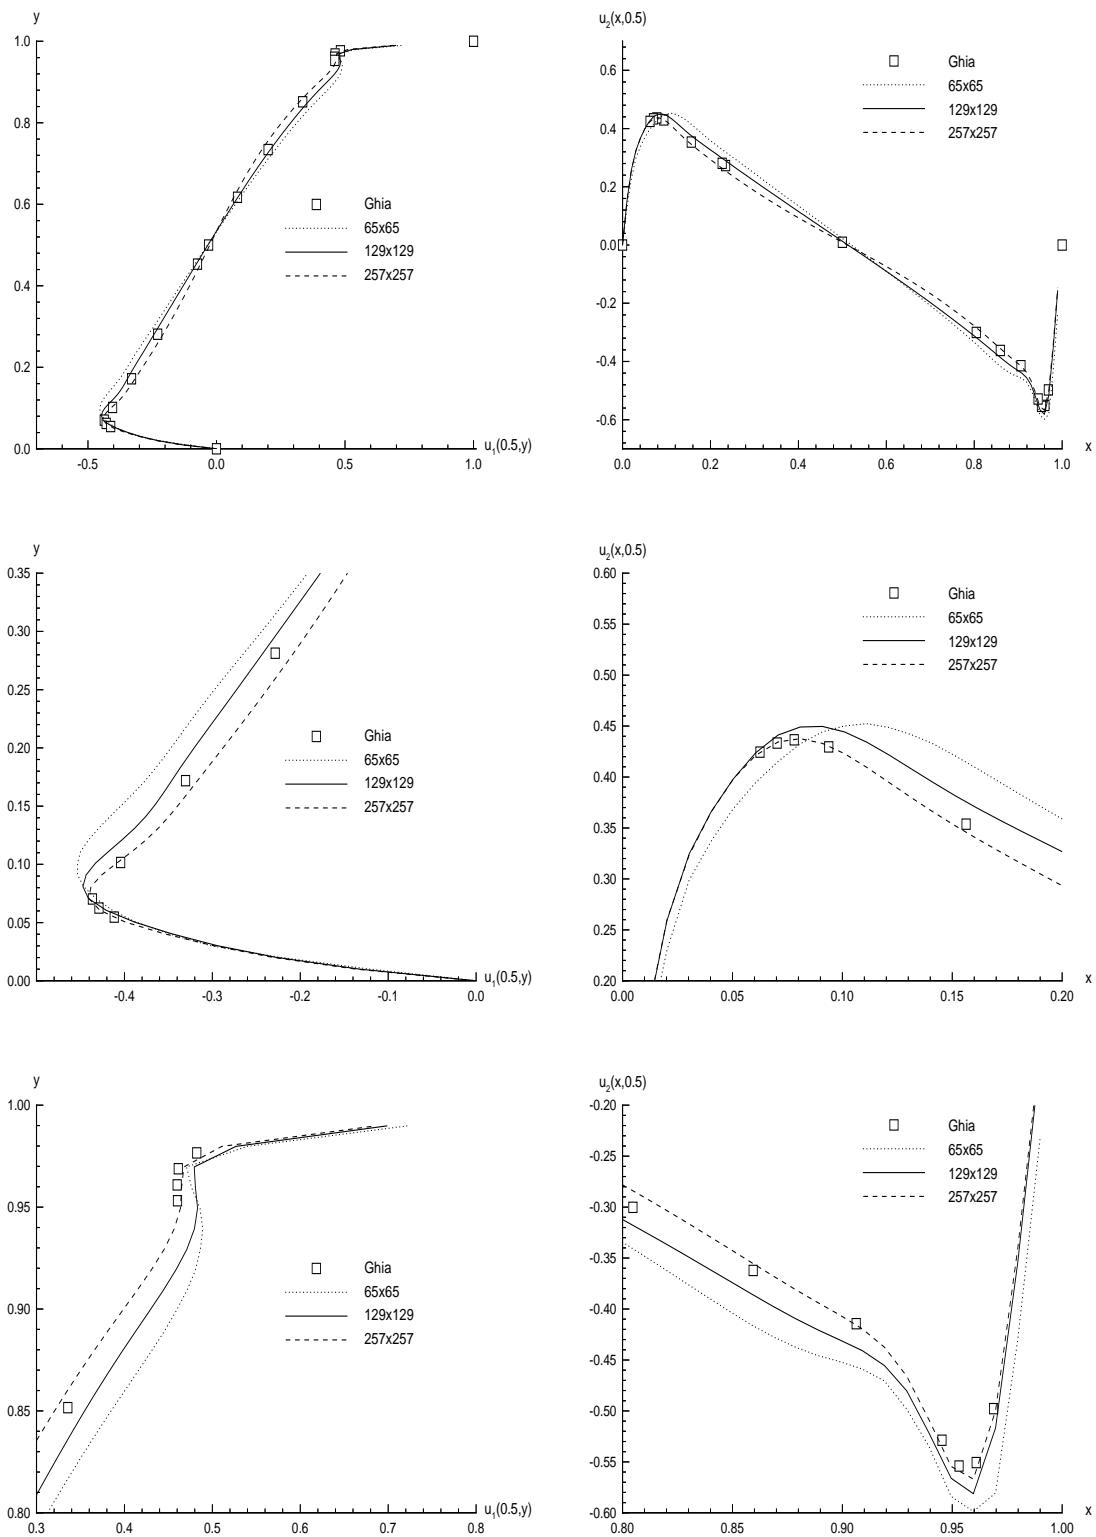 y
1.0
0.8
0.6
0.4
0.2
0.0
-0.5
0.0
0.5
1.0
u₁(0.5,y)
Ghia
65x65
129x129
257x257
u₂(x,0.5)
0.6
0.4
0.2
0.0
-0.2
-0.4
-0.6
0.0
0.2
0.4
0.6
0.8
1.0
x
Ghia
65x65
129x129
257x257
y
0.35
0.30
0.25
0.20
0.15
0.10
0.05
0.00
-0.4
-0.3
-0.2
-0.1
0.0
u₁(0.5,y)
Ghia
65x65
129x129
257x257
u₂(x,0.5)
0.60
0.55
0.50
0.45
0.40
0.35
0.30
0.25
0.20
0.00
0.05
0.10
0.15
0.20
x
Ghia
65x65
129x129
257x257
y
1.00
0.95
0.90
0.85
0.80
0.3
0.4
0.5
0.6
0.7
0.8
u₁(0.5,y)
Ghia
65x65
129x129
257x257
u₂(x,0.5)
-0.20
-0.25
-0.30
-0.35
-0.40
-0.45
-0.50
-0.55
-0.60
0.80
0.85
0.90
0.95
1.00
x
Ghia
65x65
129x129
257x257